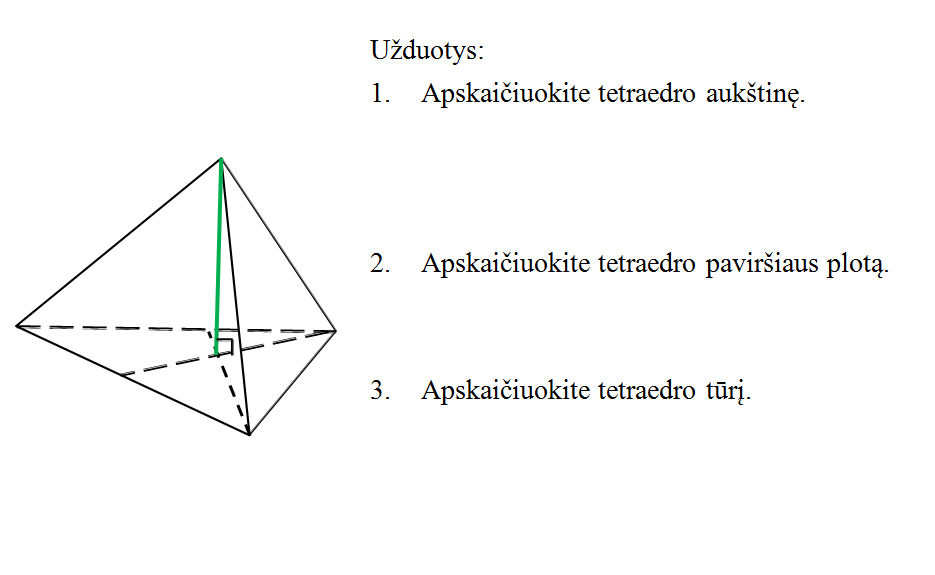 Užduotys:
1. Apskaičiuokite tetraedro aukštinę.
2. Apskaičiuokite tetraedro paviršiaus plotą.
3. Apskaičiuokite tetraedro tūrį.